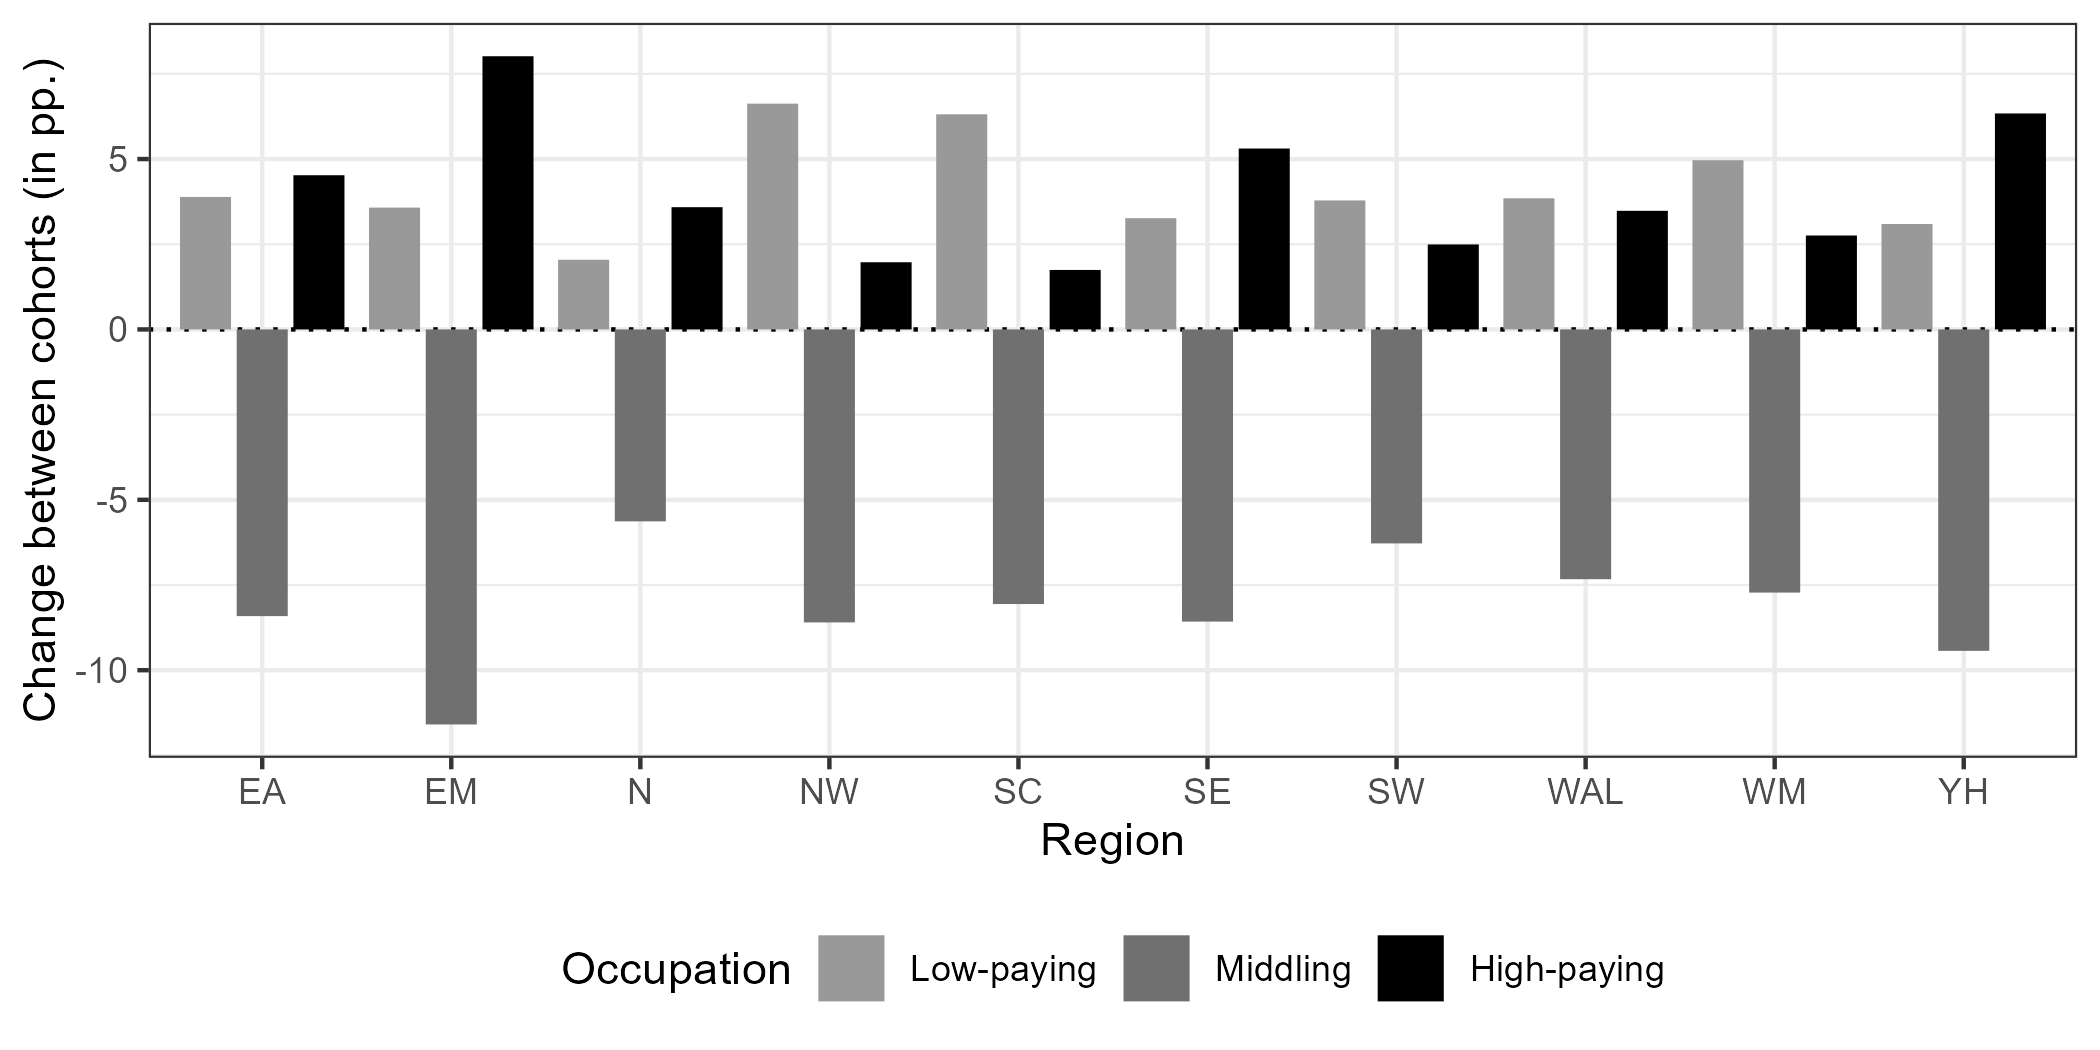 Change between cohorts (in pp.)
5
0
-5
-10
EA EM N NW SC SE SW WAL WM YH
Region
Occupation Low-paying Middling High-paying